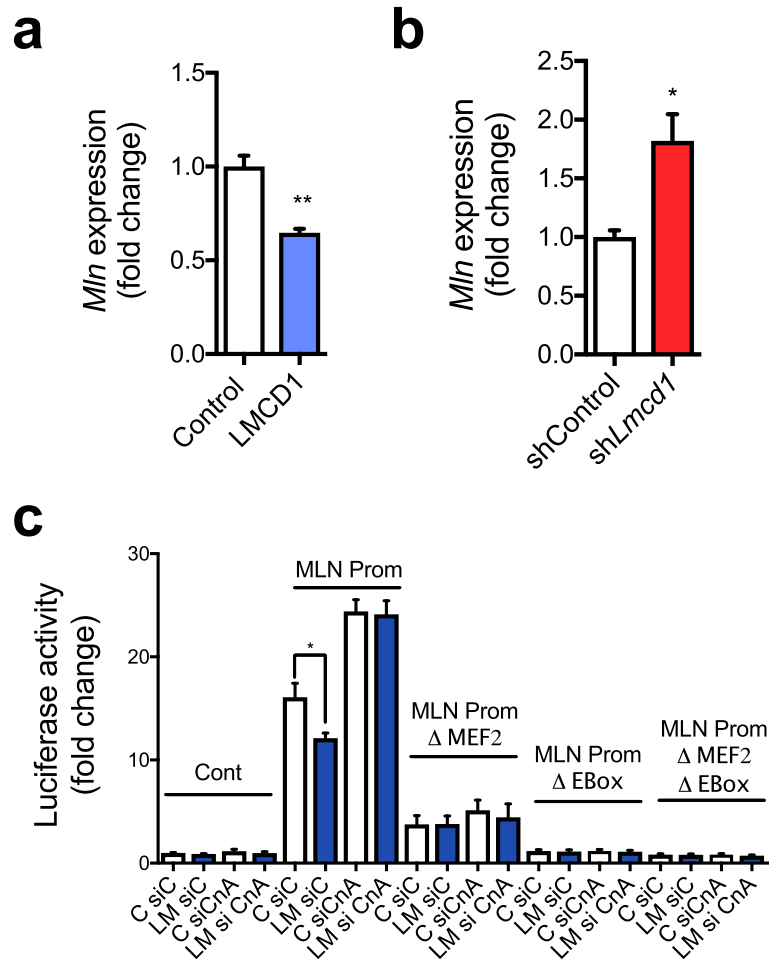 a
Mln expression
(fold change)
1.5
1.0
0.5
0.0
**
Control
LMCD1
b
Mln expression
(fold change)
2.5
2.0
1.5
1.0
0.5
0.0
*
shControl
shLmcd1
c
Luciferase activity
(fold change)
30
20
10
0
Cont
MLN Prom
*
MLN Prom
Δ MEF2
MLN Prom
Δ EBox
MLN Prom
Δ MEF2
Δ EBox
C siC
LM siC
C siCnA
LM si CnA
C siC
LM siC
C siCnA
LM si CnA
C siC
LM siC
C siCnA
LM si CnA
C siC
LM siC
C siCnA
LM si CnA
C siC
LM siC
C siCnA
LM si CnA